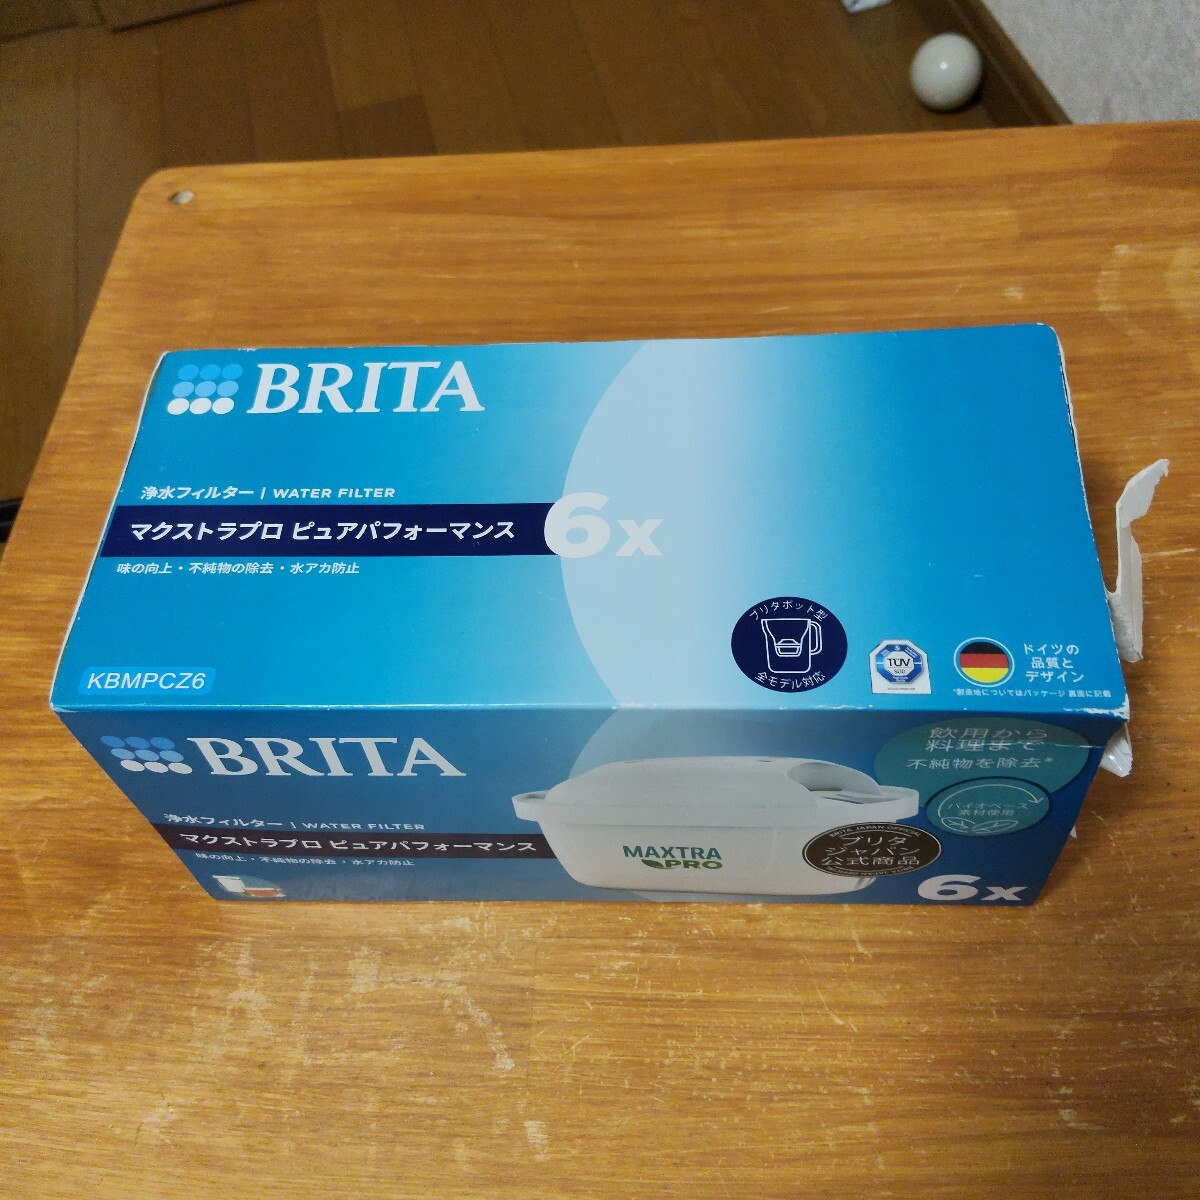 BRITA
浄水フィルター | WATER FILTER
マクストラプロ ピュアパフォーマンス
味の向上・不純物の除去・水アカ防止
6x
KBMPCZ6
ブリタポット型
全モデル対応
TÜV
SÜD
ドイツの
品質と
デザイン
*製造地についてはパッケージ裏面に記載
BRITA
浄水フィルター | WATER FILTER
マクストラプロ ピュアパフォーマンス
味の向上・不純物の除去・水アカ防止
MAXTRA
PRO
飲用から
料理まで
不純物を除去*
バイオベース
素材使用
BRITA JAPAN OFFICIAL
ブリタ
ジャパン
公式商品
6x